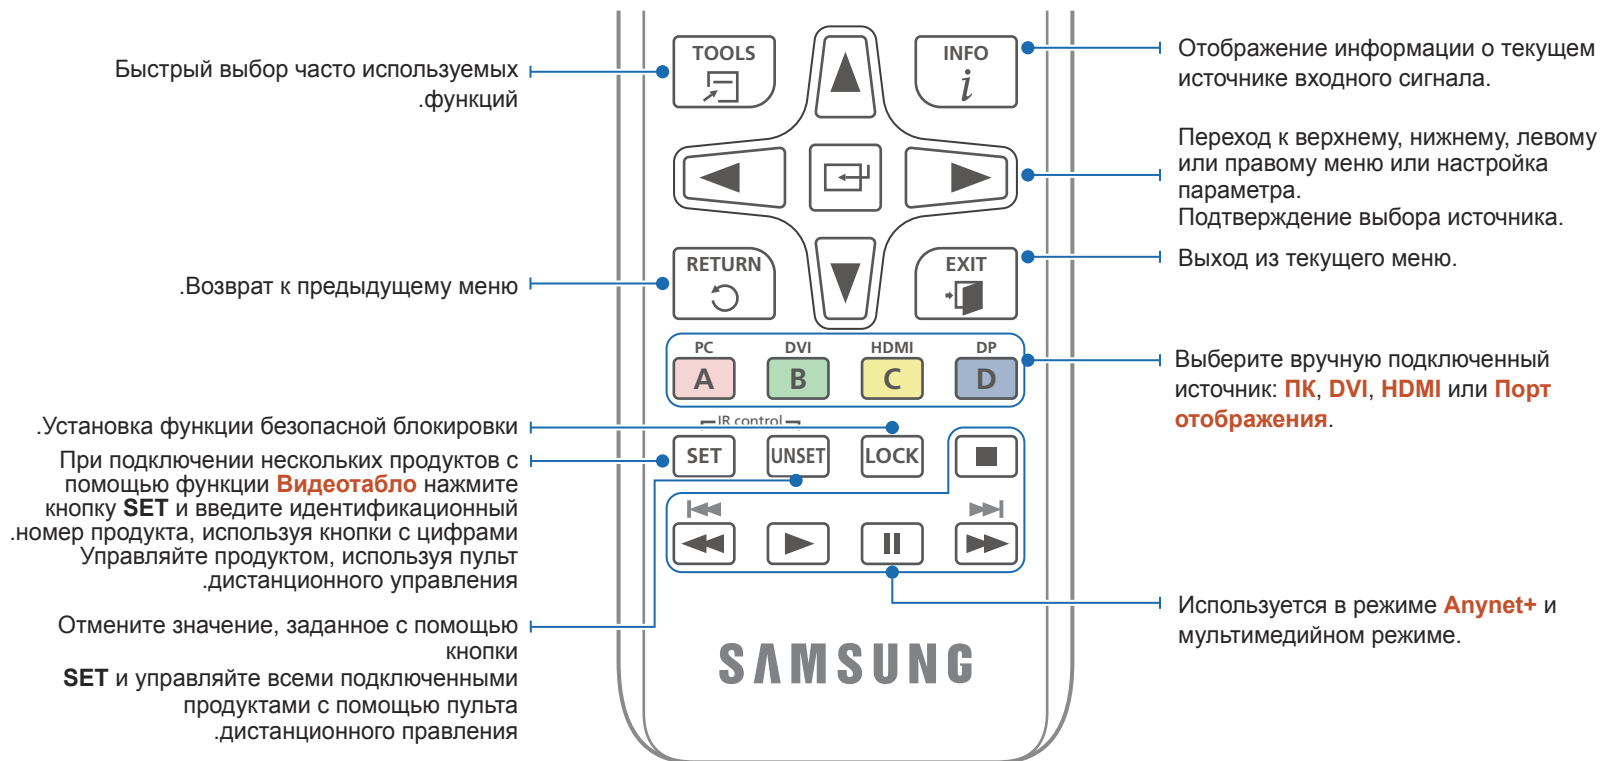 Быстрый выбор часто используемых
.функций
.Возврат к предыдущему меню
.Установка функции безопасной блокировки
При подключении нескольких продуктов с
помощью функции Видеотабло нажмите
кнопку SET и введите идентификационный
.номер продукта, используя кнопки с цифрами
Управляйте продуктом, используя пульт
.дистанционного управления
Отмените значение, заданное с помощью
кнопки
SET и управляйте всеми подключенными
продуктами с помощью пульта
.дистанционного правления
TOOLS
INFO
i
RETURN
EXIT
PC
DVI
HDMI
DP
A
B
C
D
IR control
SET
UNSET
LOCK
SAMSUNG
Отображение информации о текущем
источнике входного сигнала.
Переход к верхнему, нижнему, левому
или правому меню или настройка
параметра.
Подтверждение выбора источника.
Выход из текущего меню.
Выберите вручную подключенный
источник: ПК, DVI, HDMI или Порт
отображения.
Используется в режиме Anynet+ и
мультимедийном режиме.